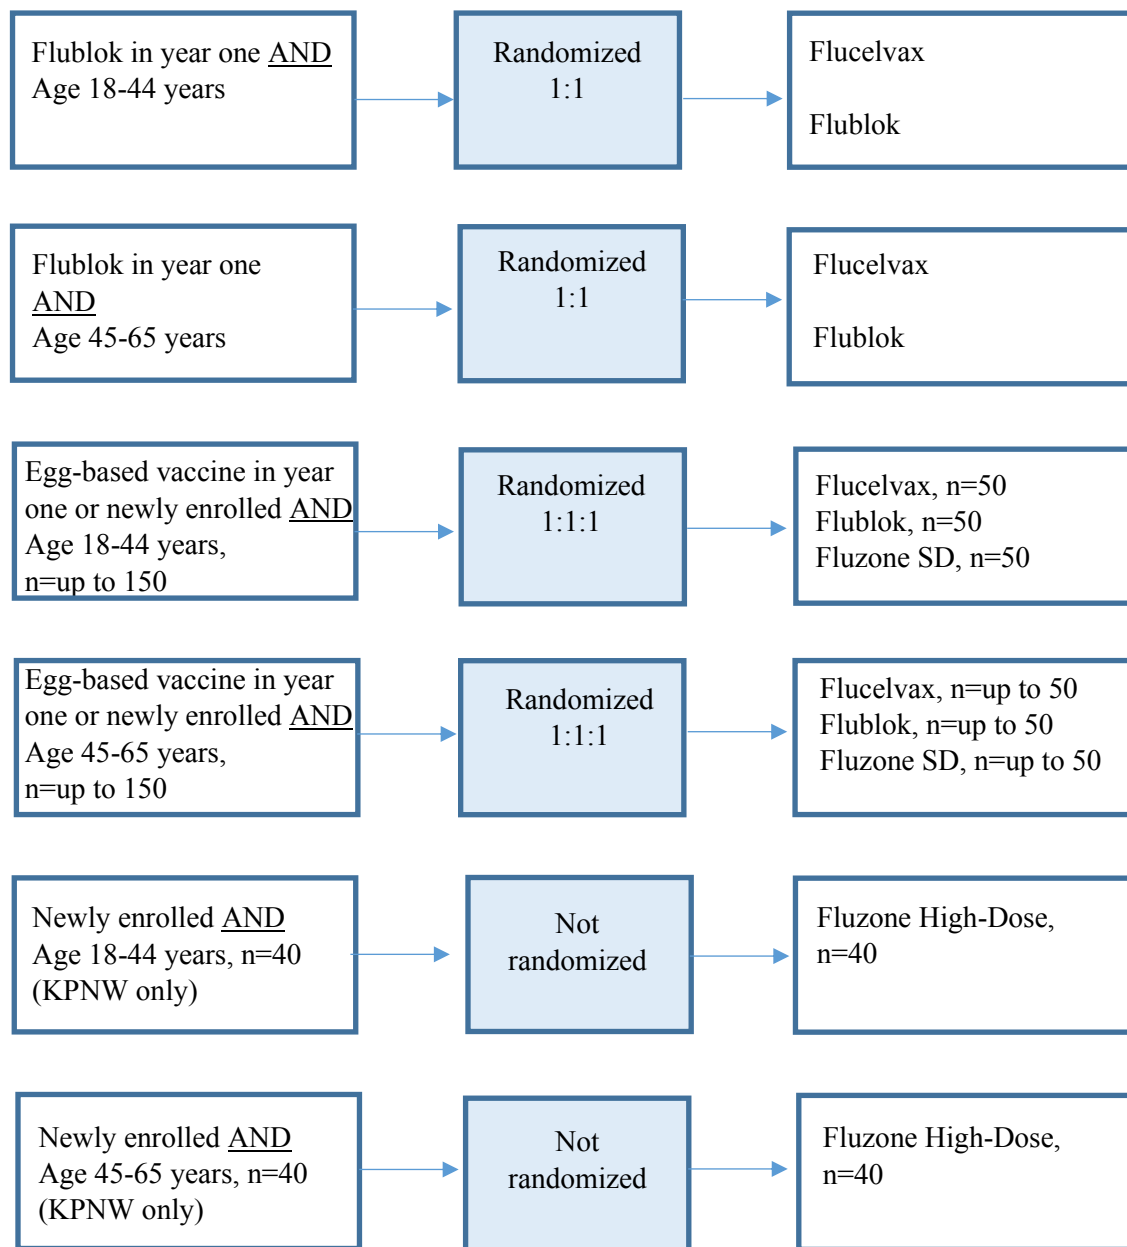 Flublok in year one AND
Age 18-44 years
Randomized
1:1
Flucelvax
Flublok
Flublok in year one
AND
Age 45-65 years
Randomized
1:1
Flucelvax
Flublok
Egg-based vaccine in year
one or newly enrolled AND
Age 18-44 years,
n=up to 150
Randomized
1:1:1
Flucelvax, n=50
Flublok, n=50
Fluzone SD, n=50
Egg-based vaccine in year
one or newly enrolled AND
Age 45-65 years,
n=up to 150
Randomized
1:1:1
Flucelvax, n=up to 50
Flublok, n=up to 50
Fluzone SD, n=up to 50
Newly enrolled AND
Age 18-44 years, n=40
(KPNW only)
Not
randomized
Fluzone High-Dose,
n=40
Newly enrolled AND
Age 45-65 years, n=40
(KPNW only)
Not
randomized
Fluzone High-Dose,
n=40